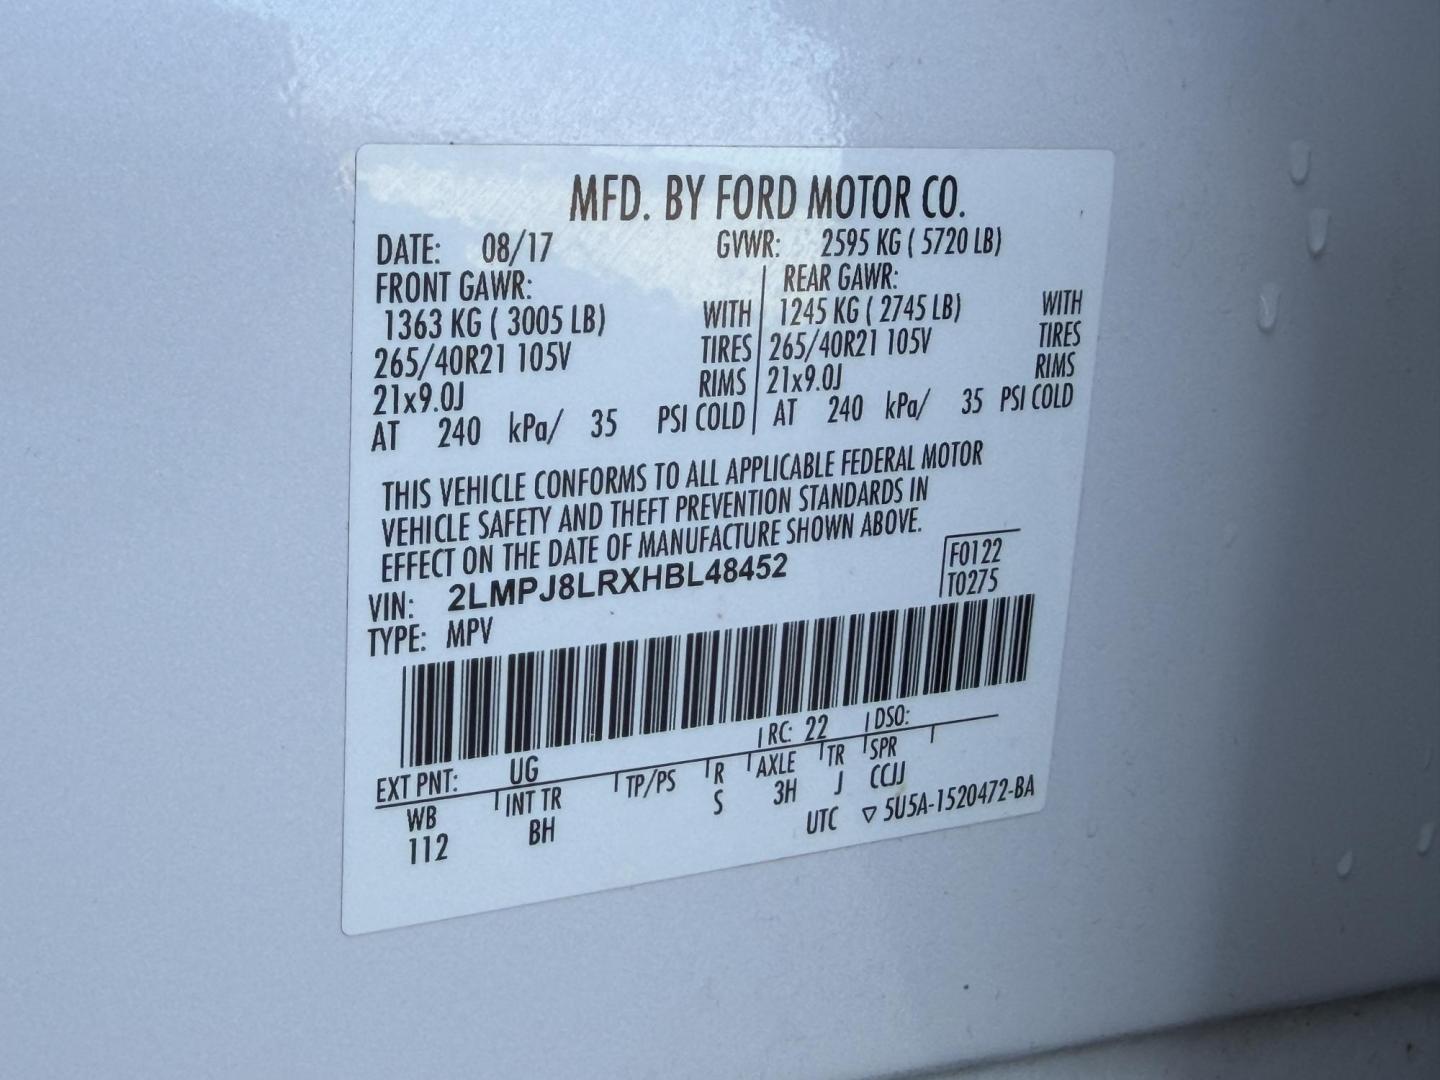 MFD. BY FORD MOTOR CO.
DATE: 08/17 GVWR: 2595 KG ( 5720 LB)
FRONT GAWR: REAR GAWR:
1363 KG ( 3005 LB) WITH 1245 KG ( 2745 LB) WITH
265/40R21 105V TIRES 265/40R21 105V TIRES
21x9.0J RIMS 21x9.0J RIMS
AT 240 kPa/ 35 PSI COLD AT 240 kPa/ 35 PSI COLD
THIS VEHICLE CONFORMS TO ALL APPLICABLE FEDERAL MOTOR
VEHICLE SAFETY AND THEFT PREVENTION STANDARDS IN
EFFECT ON THE DATE OF MANUFACTURE SHOWN ABOVE.
VIN: 2LMPJ8LRXHBL48452 F0122
TYPE: MPV T0275
EXT PNT: UG RC: 22 DSO:
WB INT TR TP/PS R AXLE TR SPR
112 BH S 3H J CCJJ
UTC ▽ 5U5A-1520472-BA